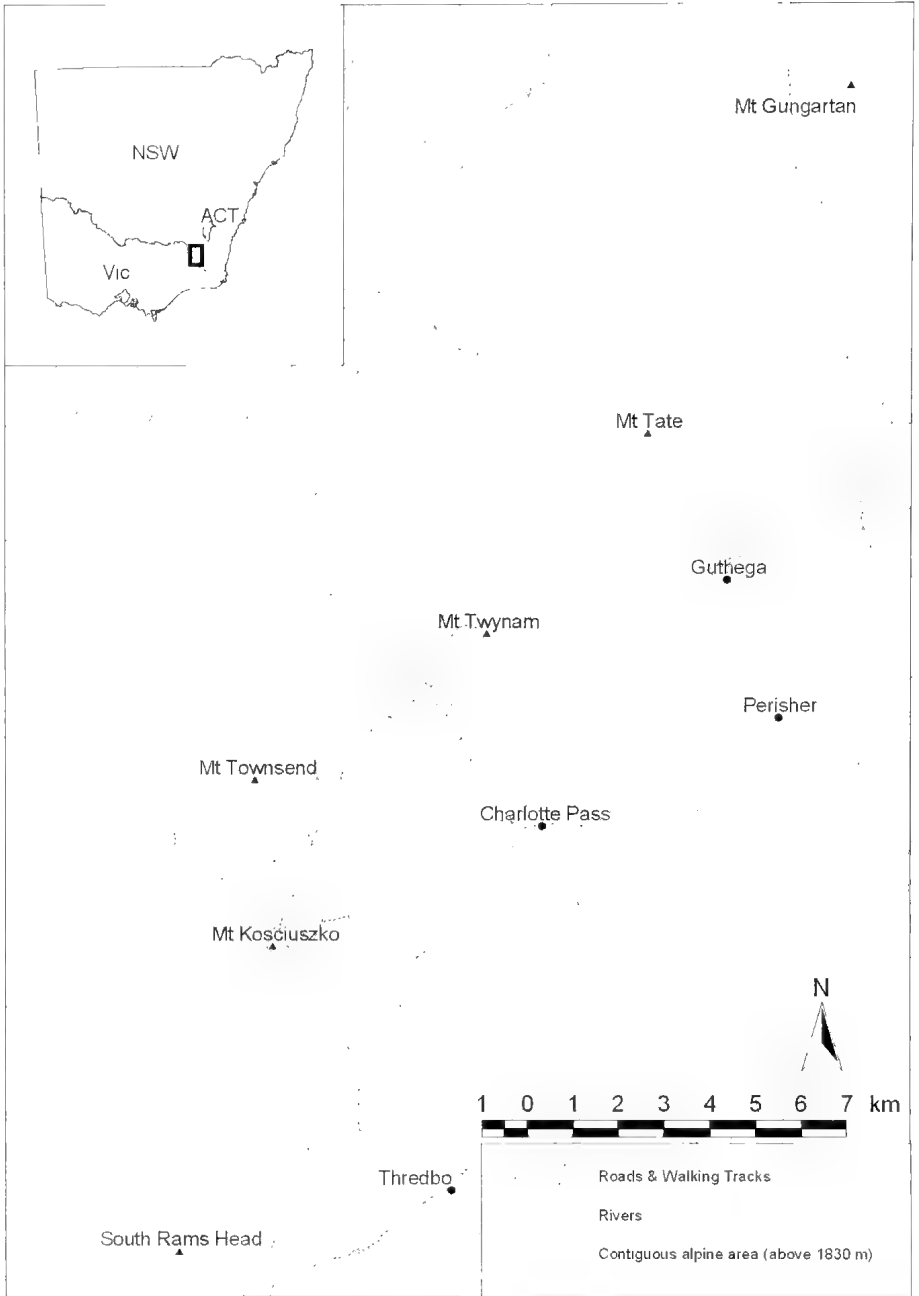 Mt Gungartan
NSW
ACT
Vic
Mt Tate
Guthega
Mt Twynam
Perisher
Mt Townsend
Charlotte Pass
Mt Kosciuszko
N
1 0 1 2 3 4 5 6 7 km
Thredbo
Roads & Walking Tracks
Rivers
South Rams Head
Contiguous alpine area (above 1830 m)